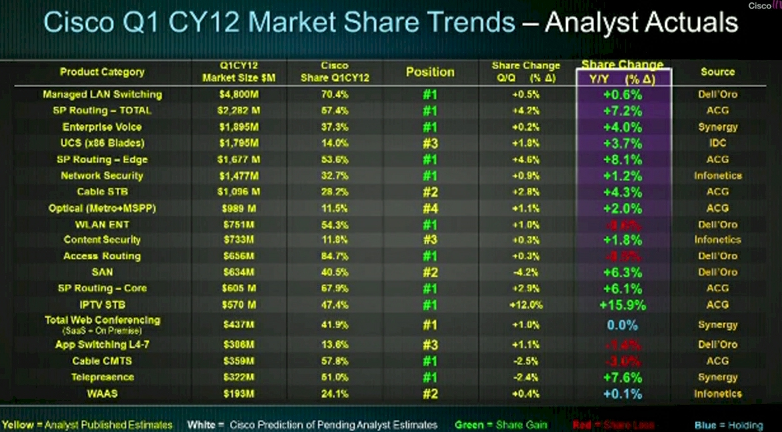 Cisco
Cisco Q1 CY12 Market Share Trends – Analyst Actuals
Product Category Q1CY12 Market Size $M Cisco Share Q1CY12 Position Share Change Q/Q (% Δ) Share Change Y/Y (% Δ) Source
Managed LAN Switching $4,800M 70.4% #1 +0.5% +0.6% Dell'Oro
SP Routing – TOTAL $2,282 M 57.4% #1 +4.2% +7.2% ACG
Enterprise Voice $1,895M 37.3% #1 +0.2% +4.0% Synergy
UCS (x86 Blades) $1,795M 14.0% #3 +1.8% +3.7% IDC
SP Routing – Edge $1,677 M 53.6% #1 +4.6% +8.1% ACG
Network Security $1,477M 32.7% #1 +0.9% +1.2% Infonetics
Cable STB $1,096 M 28.2% #2 +2.8% +4.3% ACG
Optical (Metro+MSPP) $989 M 11.5% #4 +1.1% +2.0% ACG
WLAN ENT $751M 54.3% #1 +1.0% Dell'Oro
Content Security $733M 11.8% #3 +0.3% +1.8% Infonetics
Access Routing $656M 84.7% #1 +0.3% Dell'Oro
SAN $634M 40.5% #2 -4.2% +6.3% Dell'Oro
SP Routing – Core $605 M 67.9% #1 +2.9% +6.1% ACG
IPTV STB $570 M 47.4% #1 +12.0% +15.9% ACG
Total Web Conferencing (SaaS + On Premise) $437M 41.9% #1 +1.0% 0.0% Synergy
App Switching L4-7 13.6% #3 +1.1% Dell'Oro
Cable CMTS $359M 57.8% #1 -2.5% -3.0% ACG
Telepresence $322M 51.0% #1 -2.4% +7.6% Synergy
WAAS $193M 24.1% #2 +0.4% +0.1% Infonetics
Yellow = Analyst Published Estimates White = Cisco Prediction of Pending Analyst Estimates Green = Share Gain Red = Share Loss Blue = Holding